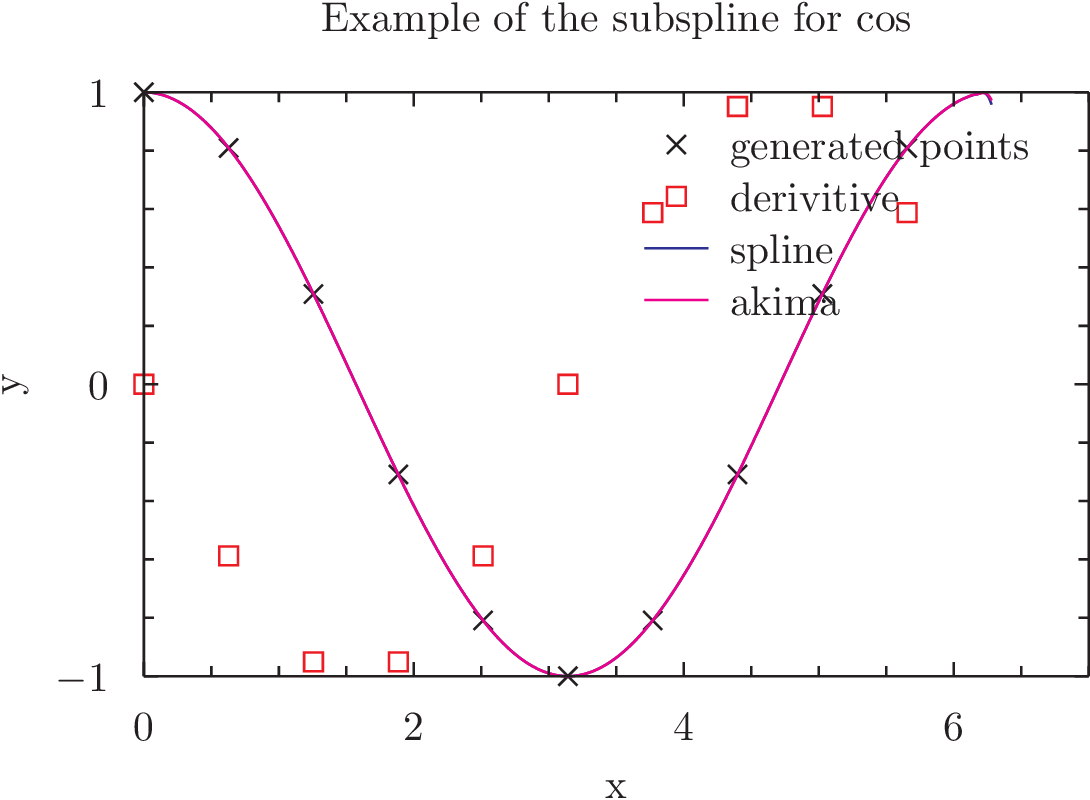 Example of the subspline for cos
1
generated points
derivitive
spline
akima
y
0
−1
0 2 4 6
x